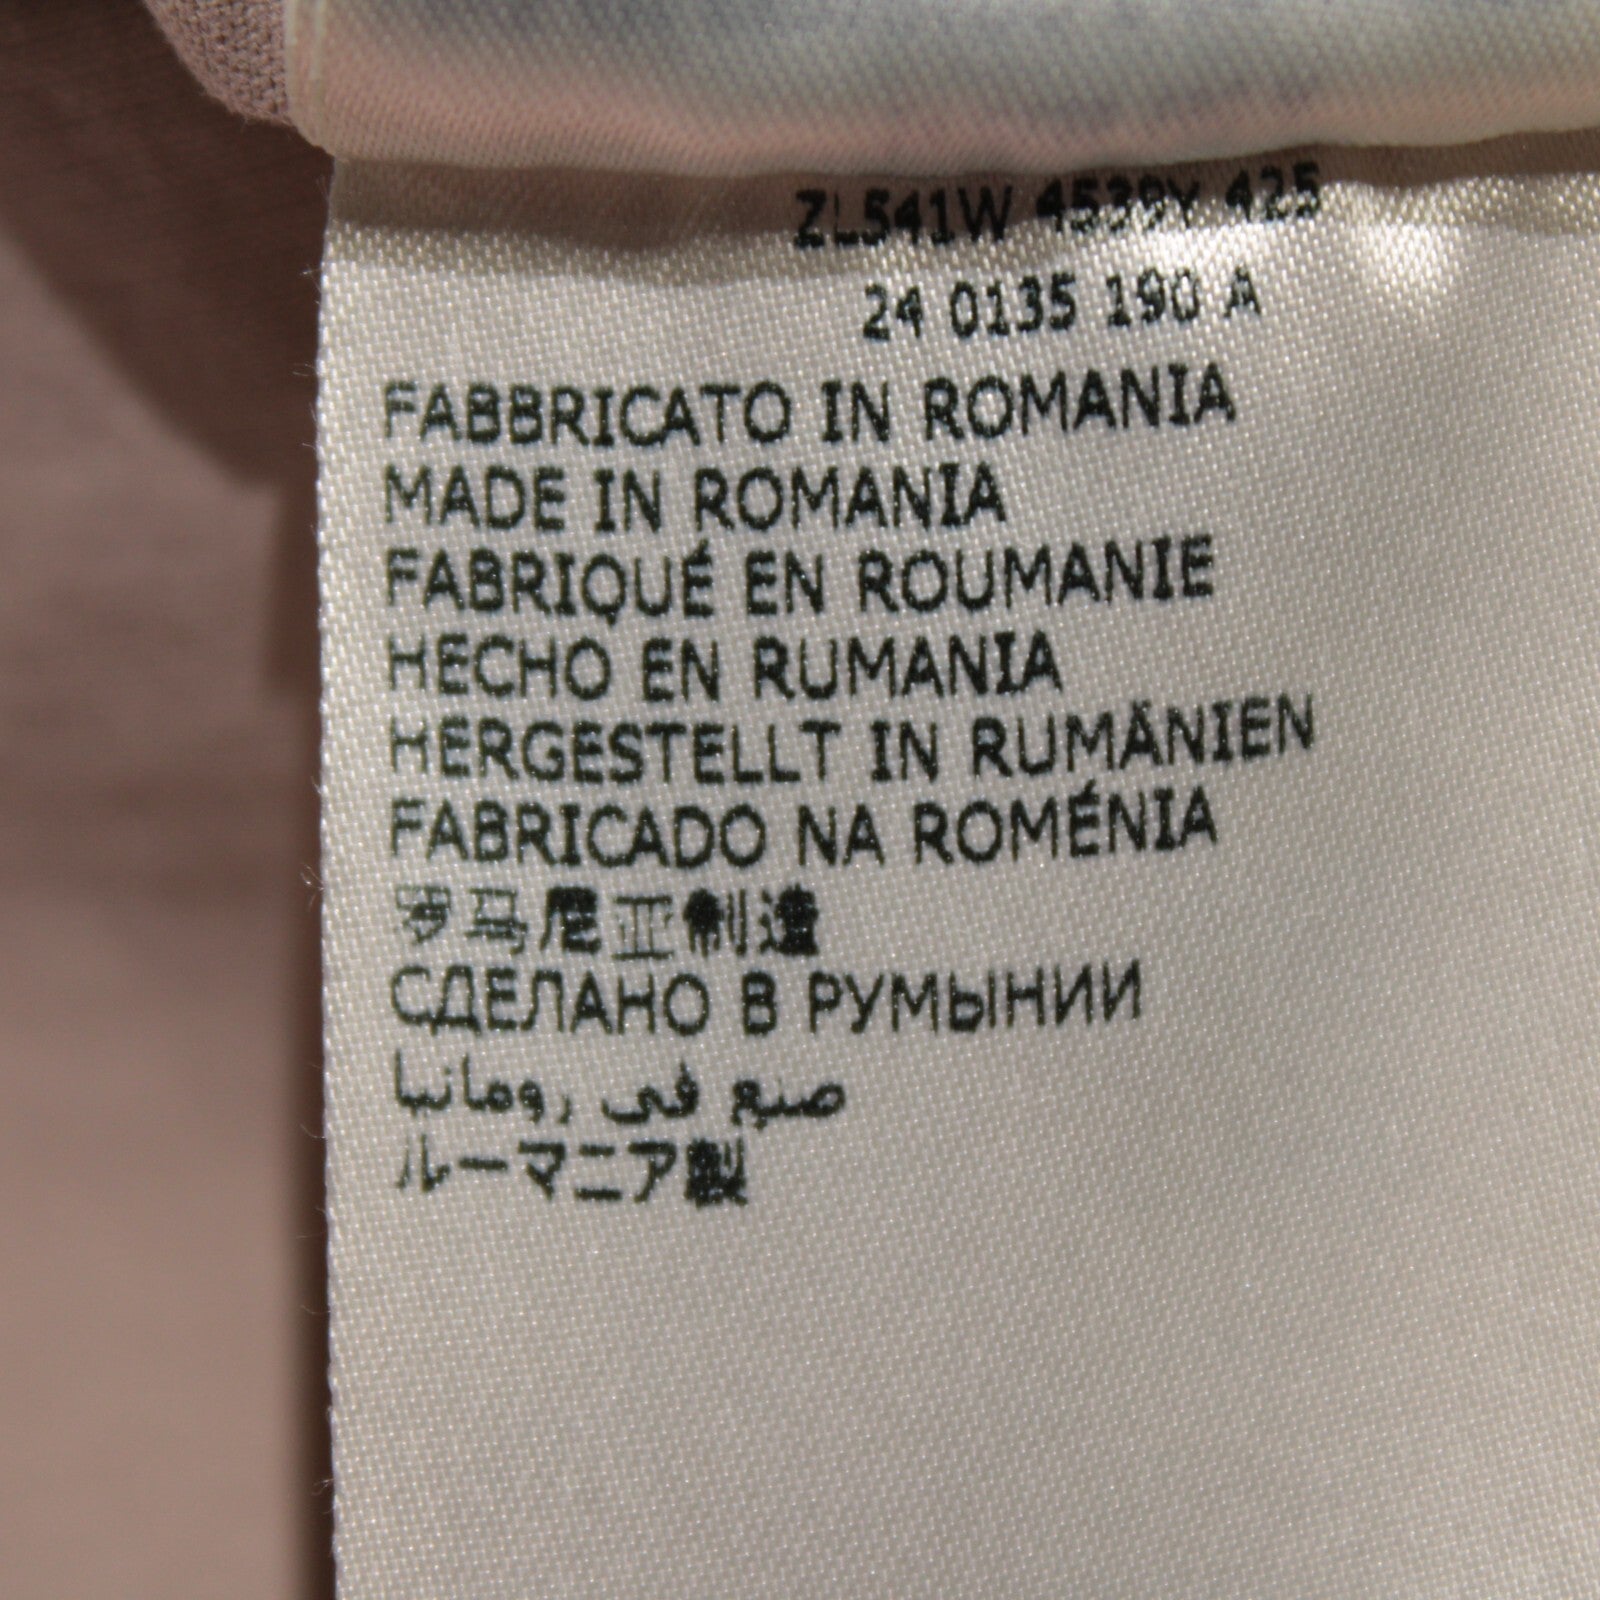 ZL541W 4539Y 425
24 0135 190 A
FABBRICATO IN ROMANIA
MADE IN ROMANIA
FABRIQUÉ EN ROUMANIE
HECHO EN RUMANIA
HERGESTELLT IN RUMÄNIEN
FABRICADO NA ROMÉNIA
罗马尼亚制造
СДЕЛАНО В РУМЫНИИ
صنع في رومانيا
ルーマニア製